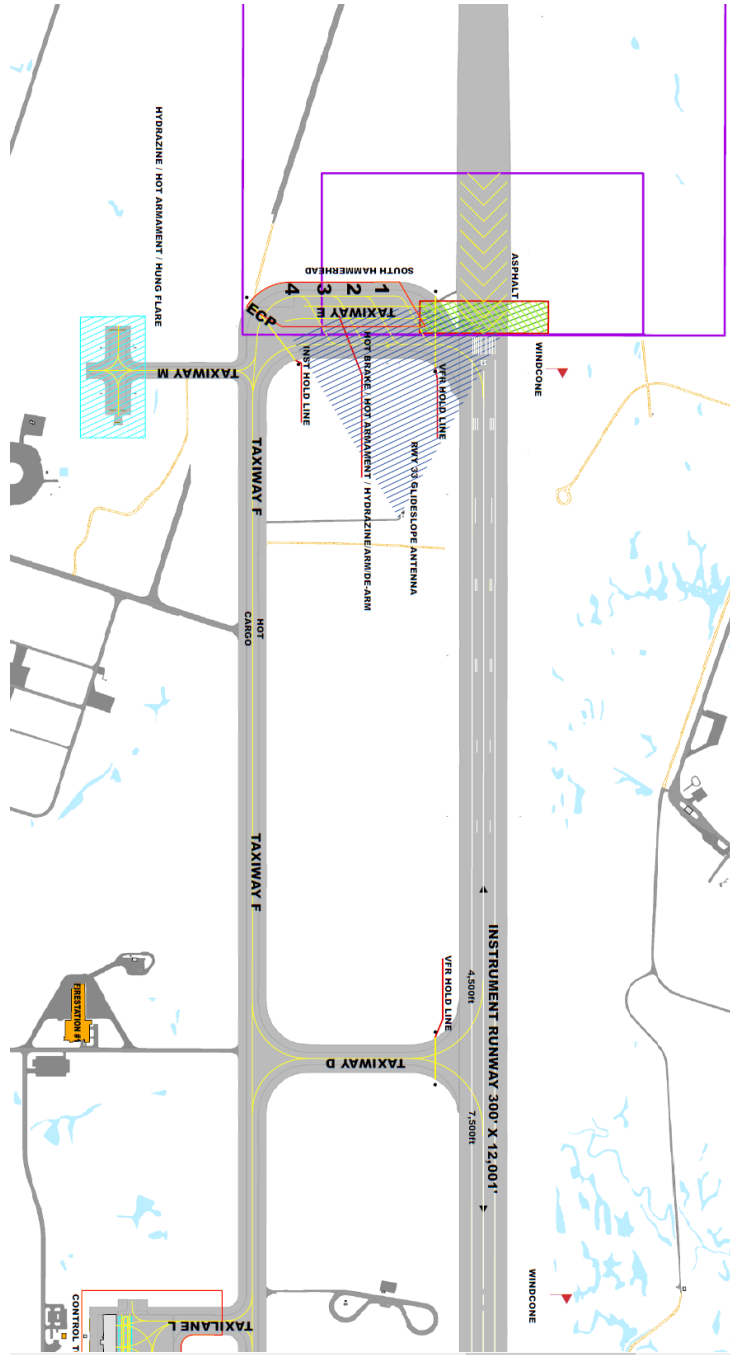 HYDRAZINE / HOT ARMAMENT / HUNG FLARE
SOUTH HAMMERHEAD
ASPHALT
4
3
2
1
TAXIWAY E
ECP
WINDCONE
INST HOLD LINE
VFR HOLD LINE
TAXIWAY M
HOT BRAKE / HOT ARMAMENT / HYDRAZINE/ARM/DE-ARM
RWY 33 GLIDESLOPE ANTENNA
TAXIWAY F
HOT
CARGO
TAXIWAY F
INSTRUMENT RUNWAY 300' X 12,001'
4,500ft
7,500ft
VFR HOLD LINE
FIRESTATION #1
TAXIWAY D
WINDCONE
CONTROL T
TAXILANE L